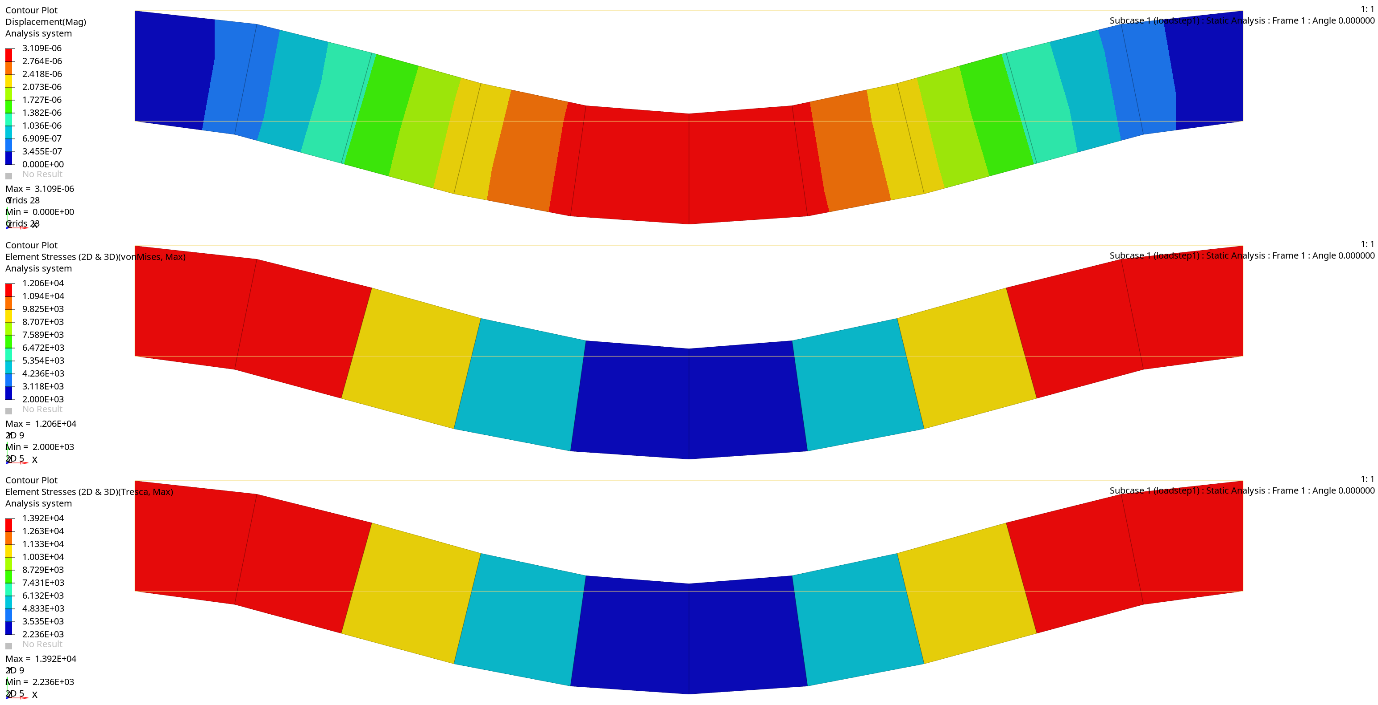 Contour Plot
Displacement(Mag)
Analysis system
3.109E-06
2.764E-06
2.418E-06
2.073E-06
1.727E-06
1.382E-06
1.036E-06
6.909E-07
3.455E-07
0.000E+00
No Result
Max = 3.109E-06
Grids 28
Min = 0.000E+00
Grids 28
X
1: 1
Subcase 1 (loadstep1) : Static Analysis : Frame 1 : Angle 0.000000
Contour Plot
Element Stresses (2D & 3D)(vonMises, Max)
Analysis system
1.206E+04
1.094E+04
9.825E+03
8.707E+03
7.589E+03
6.472E+03
5.354E+03
4.236E+03
3.118E+03
2.000E+03
No Result
Max = 1.206E+04
2D 9
Min = 2.000E+03
2D 5
X
1: 1
Subcase 1 (loadstep1) : Static Analysis : Frame 1 : Angle 0.000000
Contour Plot
Element Stresses (2D & 3D)(Tresca, Max)
Analysis system
1.392E+04
1.263E+04
1.133E+04
1.003E+04
8.729E+03
7.431E+03
6.132E+03
4.833E+03
3.535E+03
2.236E+03
No Result
Max = 1.392E+04
2D 9
Min = 2.236E+03
2D 5
X
1: 1
Subcase 1 (loadstep1) : Static Analysis : Frame 1 : Angle 0.000000